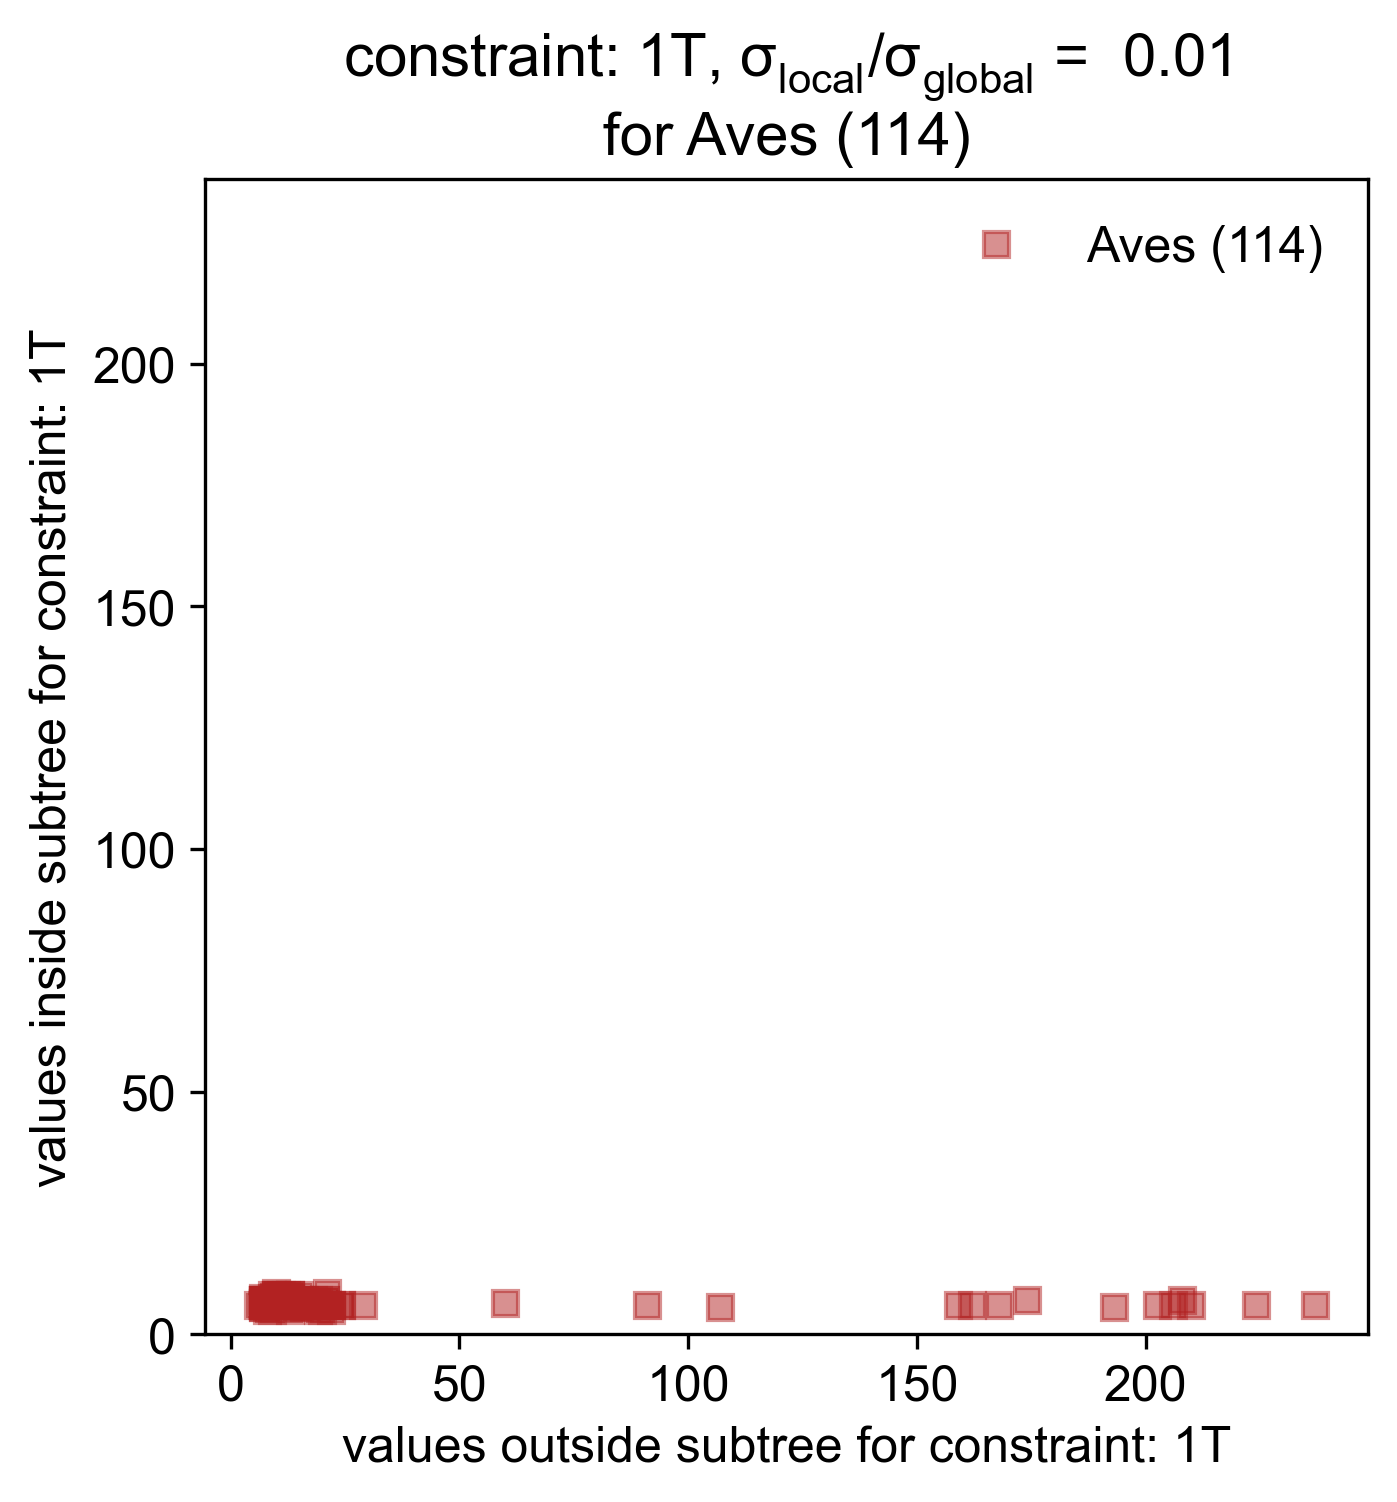 constraint: 1T, σlocal/σglobal = 0.01
for Aves (114)
Aves (114)
values inside subtree for constraint: 1T
200
150
100
50
0
0 50 100 150 200
values outside subtree for constraint: 1T